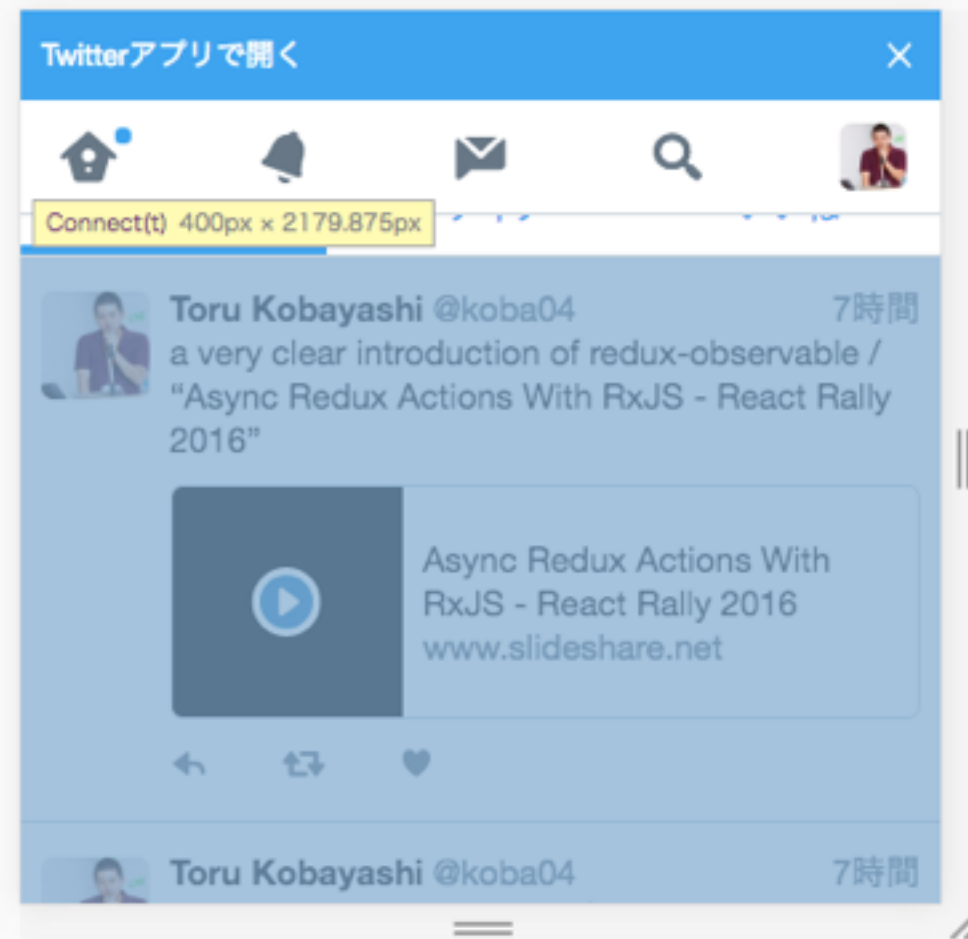 Twitterアプリで開く
Connect(t) 400px × 2179.875px
Toru Kobayashi @koba04 7時間
a very clear introduction of redux-observable /
“Async Redux Actions With RxJS - React Rally
2016”
Async Redux Actions With
RxJS - React Rally 2016
www.slideshare.net
Toru Kobayashi @koba04 7時間